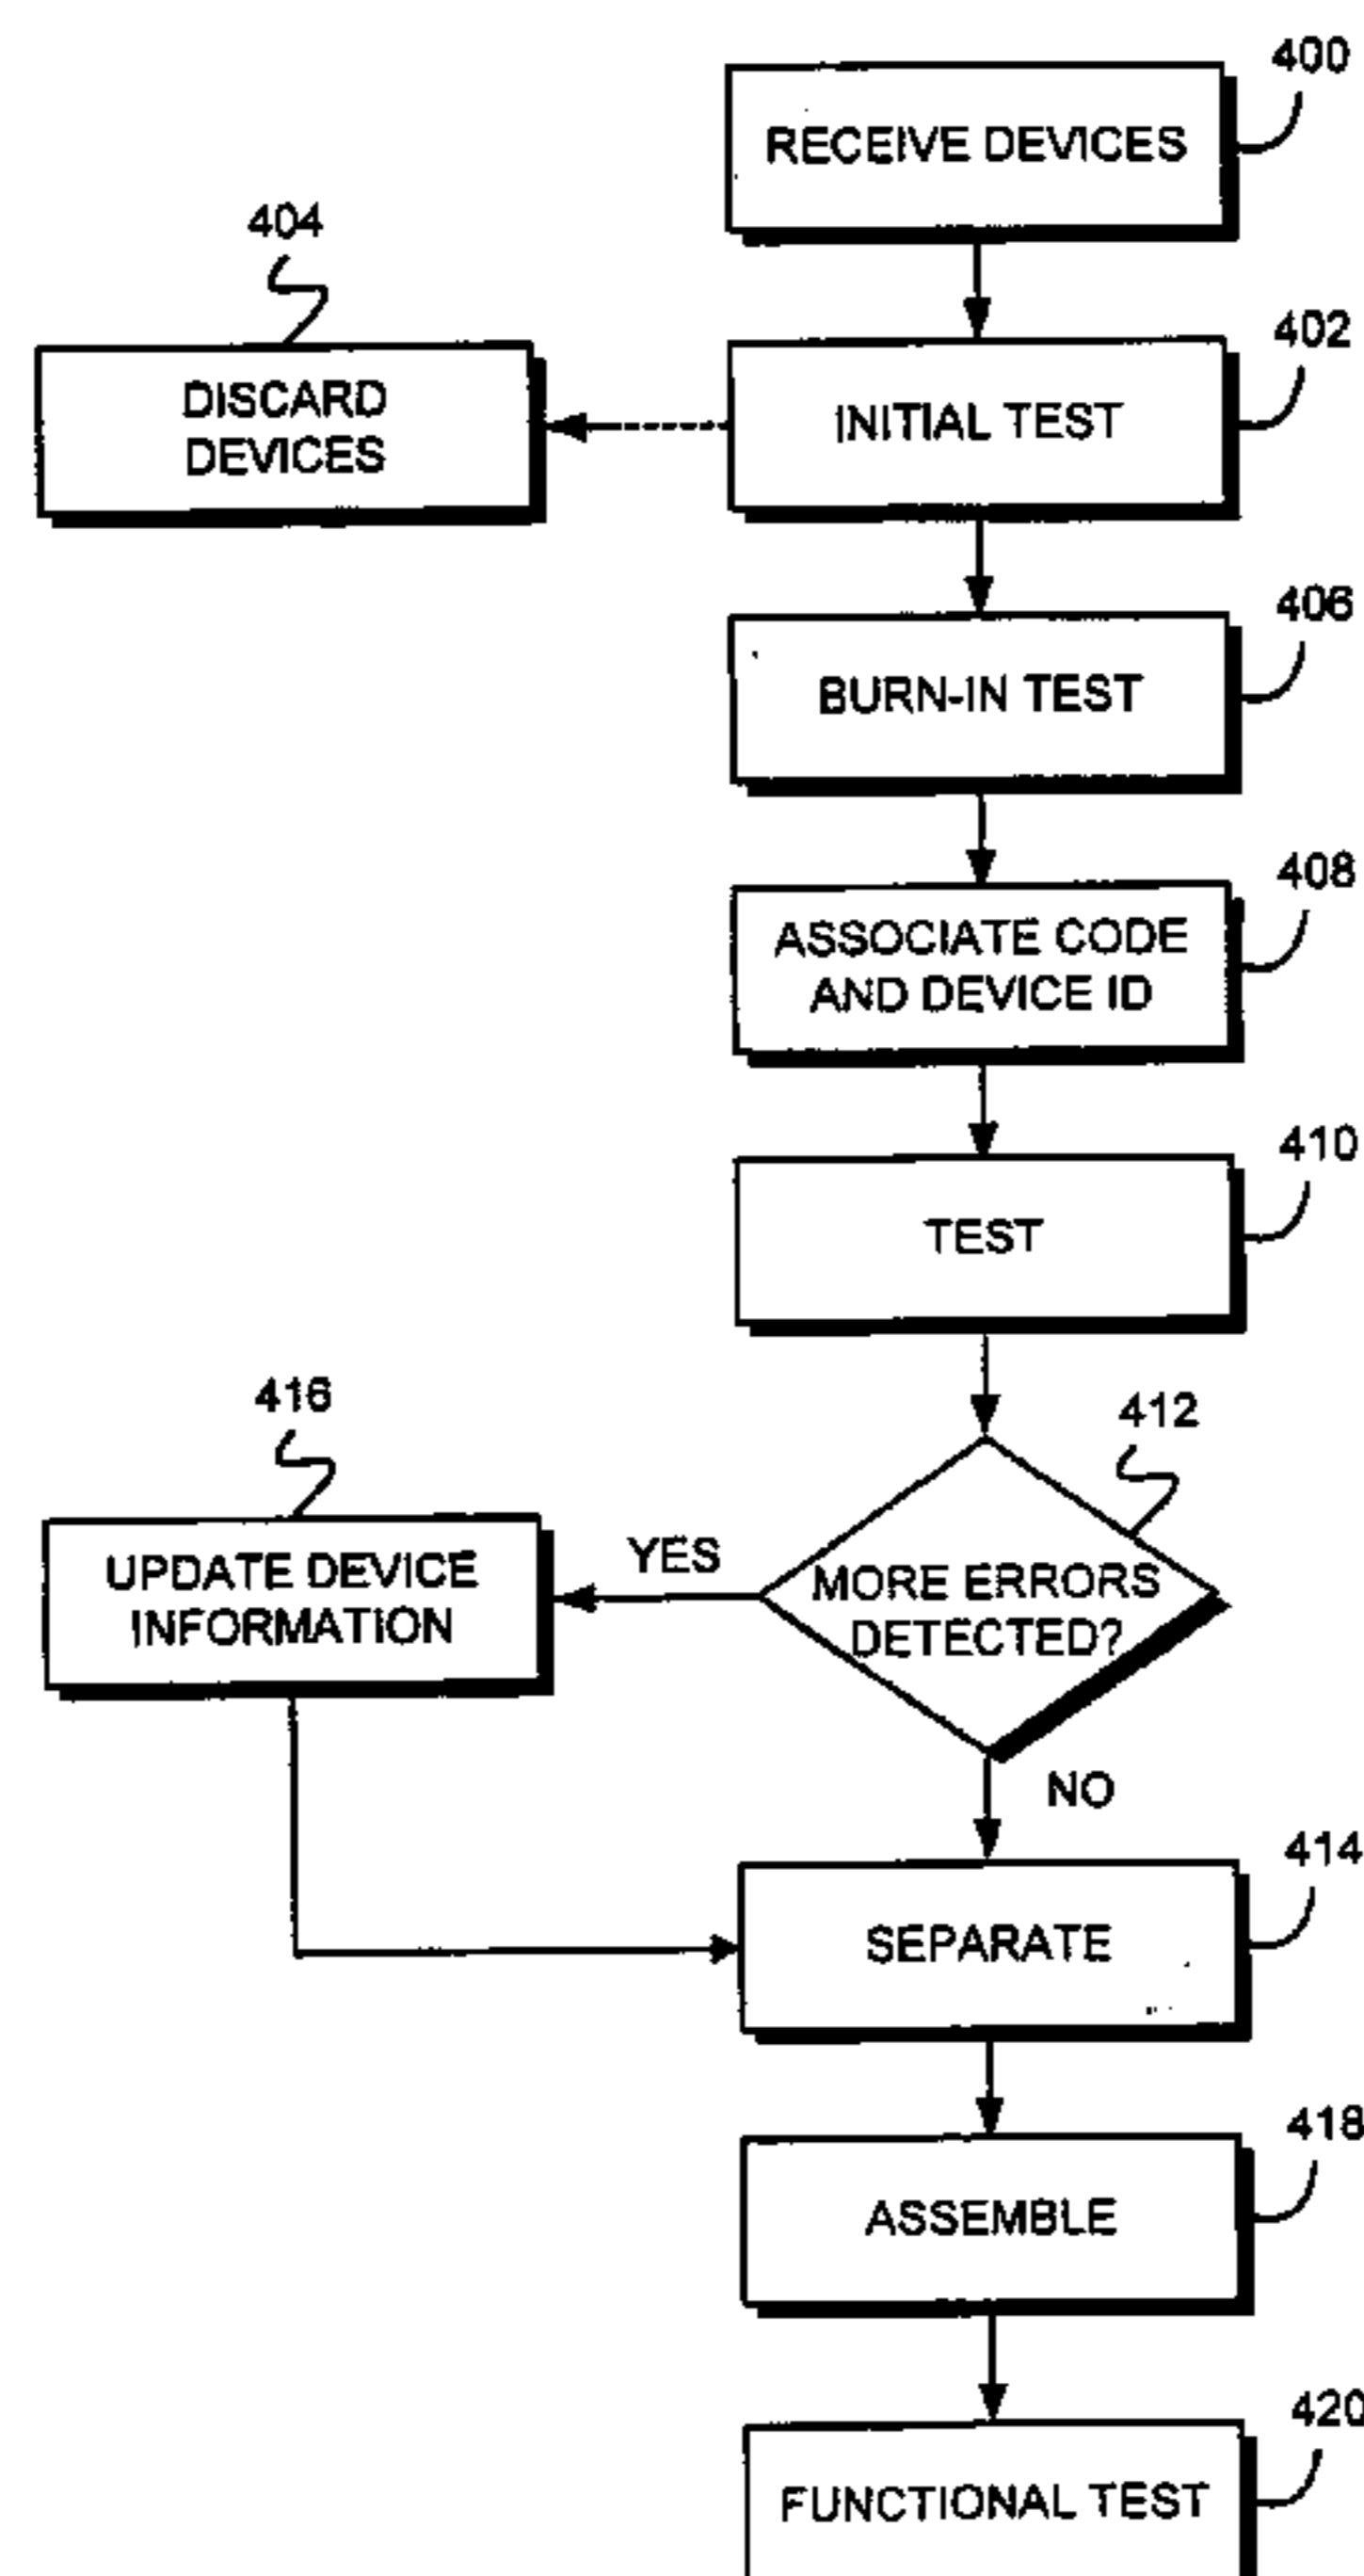 400
RECEIVE DEVICES
404
402
DISCARD
DEVICES
INITIAL TEST
406
BURN-IN TEST
408
ASSOCIATE CODE
AND DEVICE ID
410
TEST
416
412
UPDATE DEVICE
INFORMATION
YES
MORE ERRORS
DETECTED?
NO
414
SEPARATE
418
ASSEMBLE
420
FUNCTIONAL TEST